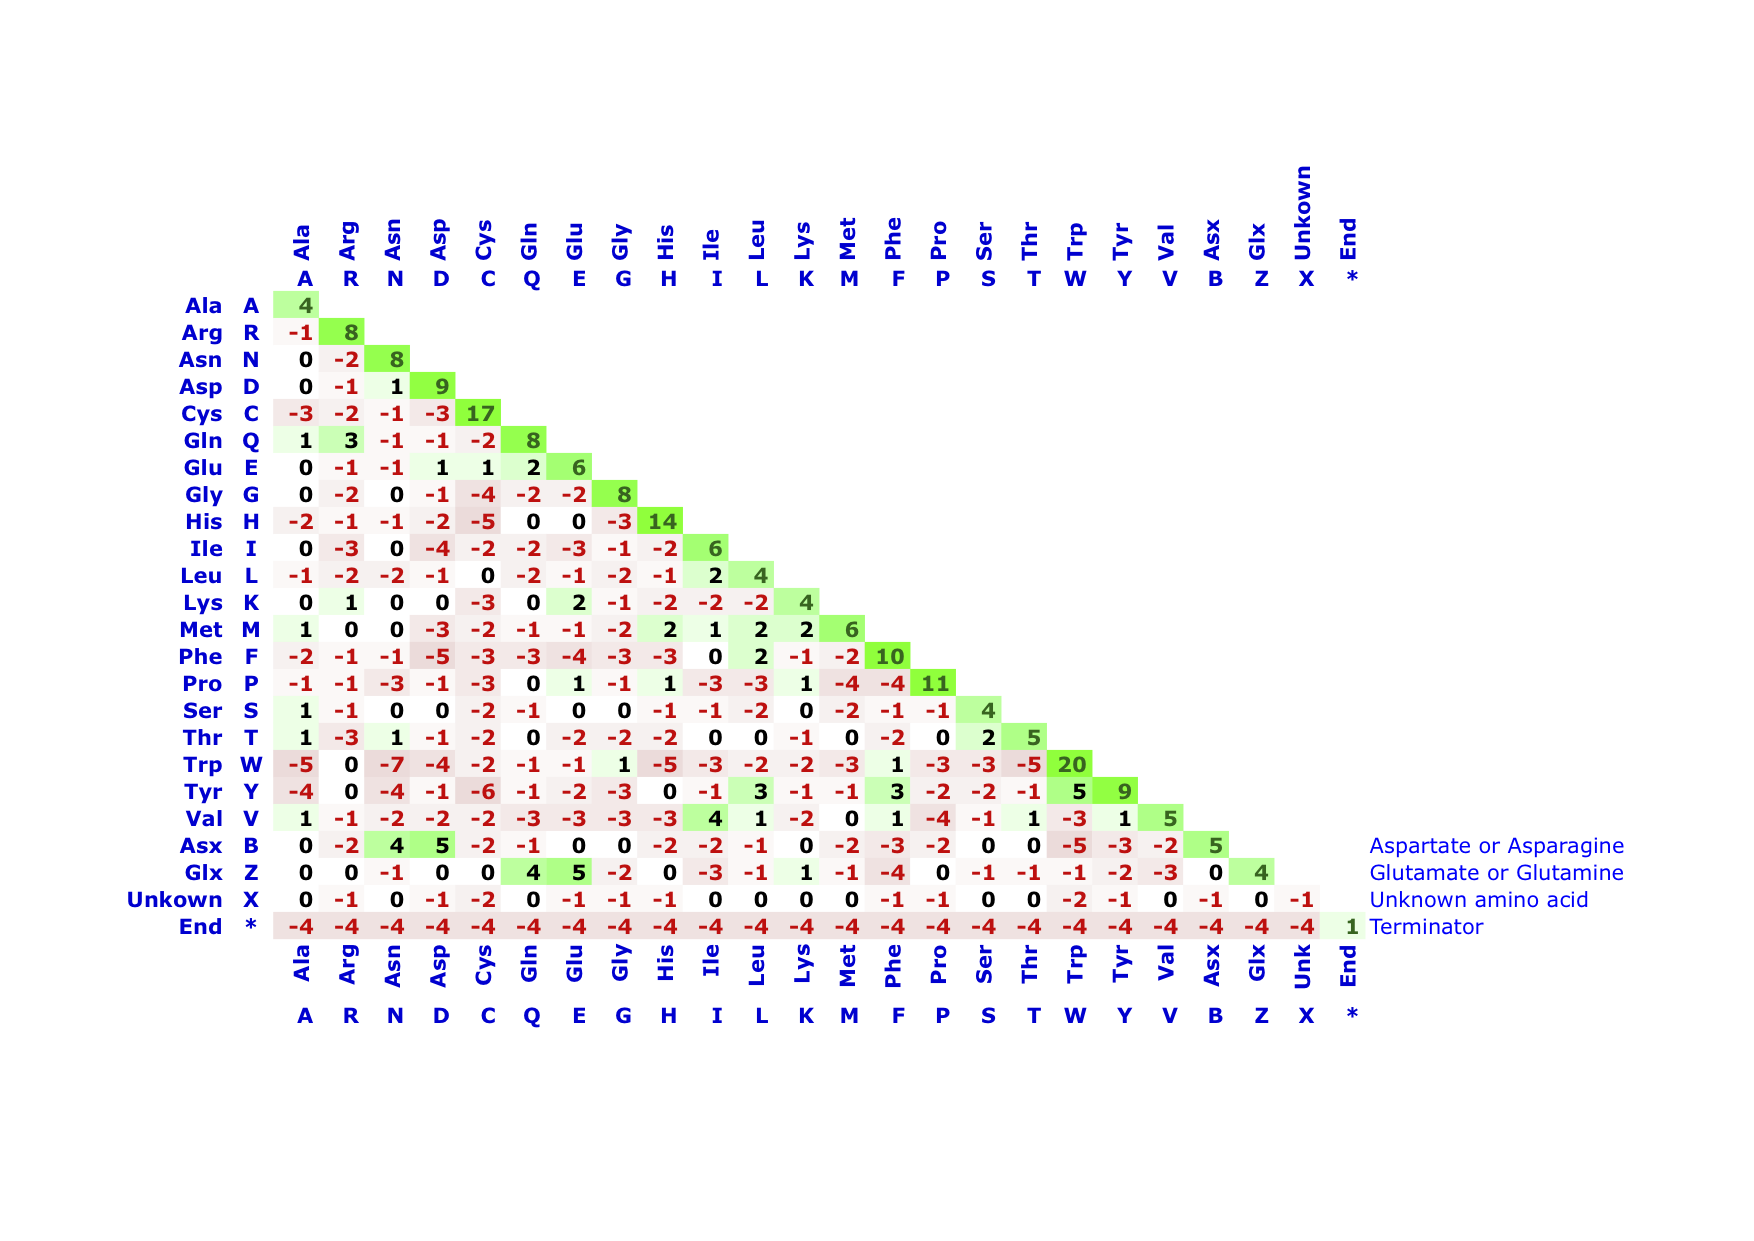 Ala Arg Asn Asp Cys Gln Glu Gly His Ile Leu Lys Met Phe Pro Ser Thr Trp Tyr Val Asx Glx Unkown End
A R N D C Q E G H I L K M F P S T W Y V B Z X *
Ala A 4
Arg R -1 8
Asn N 0 -2 8
Asp D 0 -1 1 9
Cys C -3 -2 -1 -3 17
Gln Q 1 3 -1 -1 -2 8
Glu E 0 -1 -1 1 1 2 6
Gly G 0 -2 0 -1 -4 -2 -2 8
His H -2 -1 -1 -2 -5 0 0 -3 14
Ile I 0 -3 0 -4 -2 -2 -3 -1 -2 6
Leu L -1 -2 -2 -1 0 -2 -1 -2 -1 2 4
Lys K 0 1 0 0 -3 0 2 -1 -2 -2 -2 4
Met M 1 0 0 -3 -2 -1 -1 -2 2 1 2 2 6
Phe F -2 -1 -1 -5 -3 -3 -4 -3 -3 0 2 -1 -2 10
Pro P -1 -1 -3 -1 -3 0 1 -1 1 -3 -3 1 -4 -4 11
Ser S 1 -1 0 0 -2 -1 0 0 -1 -1 -2 0 -2 -1 -1 4
Thr T 1 -3 1 -1 -2 0 -2 -2 -2 0 0 -1 0 -2 0 2 5
Trp W -5 0 -7 -4 -2 -1 -1 1 -5 -3 -2 -2 -3 1 -3 -3 -5 20
Tyr Y -4 0 -4 -1 -6 -1 -2 -3 0 -1 3 -1 -1 3 -2 -2 -1 5 9
Val V 1 -1 -2 -2 -2 -3 -3 -3 -3 4 1 -2 0 1 -4 -1 1 -3 1 5
Asx B 0 -2 4 5 -2 -1 0 0 -2 -2 -1 0 -2 -3 -2 0 0 -5 -3 -2 5 Aspartate or Asparagine
Glx Z 0 0 -1 0 0 4 5 -2 0 -3 -1 1 -1 -4 0 -1 -1 -1 -2 -3 0 4 Glutamate or Glutamine
Unkown X 0 -1 0 -1 -2 0 -1 -1 -1 0 0 0 0 -1 -1 0 0 -2 -1 0 -1 0 -1 Unknown amino acid
End * -4 -4 -4 -4 -4 -4 -4 -4 -4 -4 -4 -4 -4 -4 -4 -4 -4 -4 -4 -4 -4 -4 -4 1 Terminator
Ala Arg Asn Asp Cys Gln Glu Gly His Ile Leu Lys Met Phe Pro Ser Thr Trp Tyr Val Asx Glx Unk End
A R N D C Q E G H I L K M F P S T W Y V B Z X *